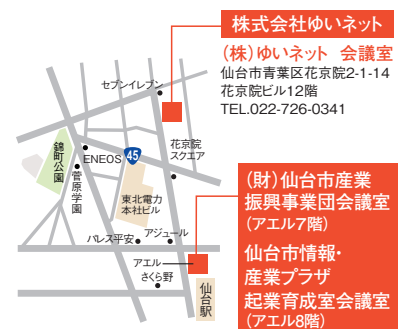 株式会社ゆいネット
(株)ゆいネット 会議室
仙台市青葉区花京院2-1-14
花京院ビル12階
TEL.022-726-0341
セブンイレブン
錦町公園
ENEOS
45
花京院
スクエア
菅原学園
東北電力
本社ビル
パレス平安
アジュール
アエル
さくら野
仙台駅
(財)仙台市産業
振興事業団会議室
(アエル7階)
仙台市情報・
産業プラザ
起業育成室会議室
(アエル8階)